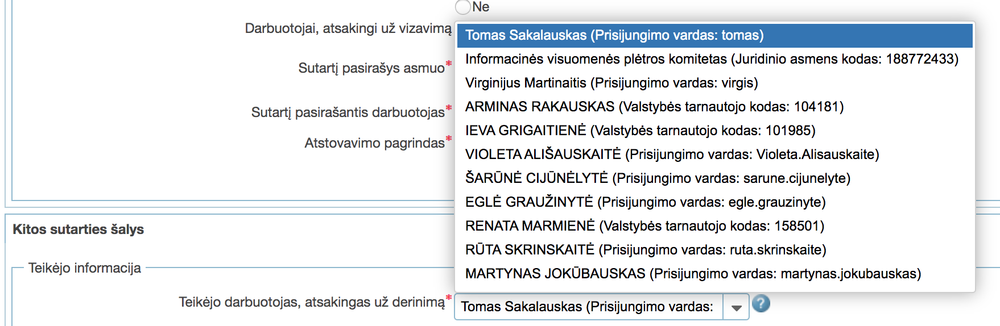 Ne
Darbuotojai, atsakingi už vizavimą
Sutartį pasirašys asmuo*
Sutartį pasirašantis darbuotojas*
Atstovavimo pagrindas*
Tomas Sakalauskas (Prisijungimo vardas: tomas)
Informacinės visuomenės plėtros komitetas (Juridinio asmens kodas: 188772433)
Virginijus Martinaitis (Prisijungimo vardas: virgis)
ARMINAS RAKAUSKAS (Valstybės tarnautojo kodas: 104181)
IEVA GRIGAITIENĖ (Valstybės tarnautojo kodas: 101985)
VIOLETA ALIŠAUSKAITĖ (Prisijungimo vardas: Violeta.Alisauskaite)
ŠARŪNĖ CIJŪNĖLYTĖ (Prisijungimo vardas: sarune.cijunelyte)
EGLĖ GRAUŽINYTĖ (Prisijungimo vardas: egle.grauzinyte)
RENATA MARMIENĖ (Valstybės tarnautojo kodas: 158501)
RŪTA SKRINSKAITĖ (Prisijungimo vardas: ruta.skrinskaite)
MARTYNAS JOKŪBAUSKAS (Prisijungimo vardas: martynas.jokubauskas)
Kitos sutarties šalys
Teikėjo informacija
Teikėjo darbuotojas, atsakingas už derinimą*
Tomas Sakalauskas (Prisijungimo vardas:
?